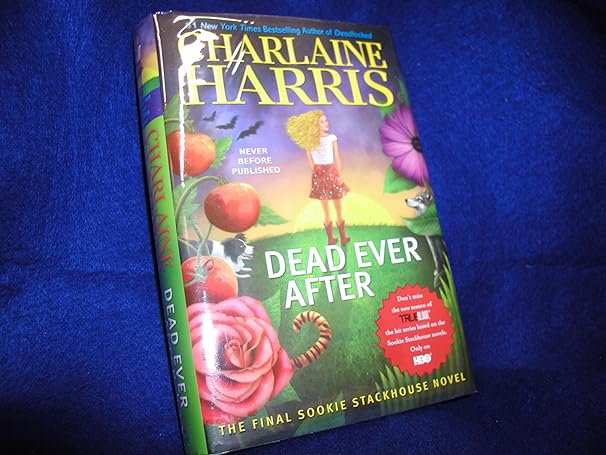 #1 New York Times Bestselling Author of Deadlocked
CHARLAINE
HARRIS
NEVER
BEFORE
PUBLISHED
DEAD EVER
AFTER
Don't miss
the new season of
TRUE BLOOD,
the hit series based on the
Sookie Stackhouse novels.
Only on
HBO
THE FINAL SOOKIE STACKHOUSE NOVEL
CHARLAINE
DEAD EVER